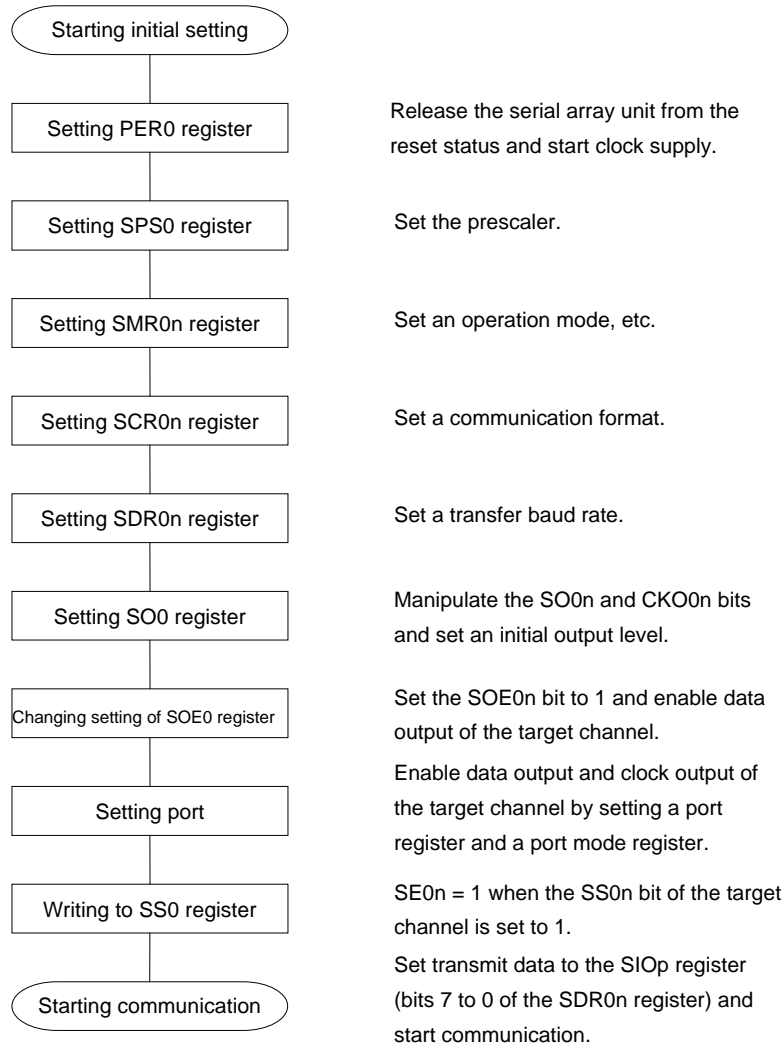 Starting initial setting
Setting PER0 register
Release the serial array unit from the
reset status and start clock supply.
Setting SPS0 register
Set the prescaler.
Setting SMR0n register
Set an operation mode, etc.
Setting SCR0n register
Set a communication format.
Setting SDR0n register
Set a transfer baud rate.
Setting SO0 register
Manipulate the SO0n and CKO0n bits
and set an initial output level.
Changing setting of SOE0 register
Set the SOE0n bit to 1 and enable data
output of the target channel.
Setting port
Enable data output and clock output of
the target channel by setting a port
register and a port mode register.
Writing to SS0 register
SE0n = 1 when the SS0n bit of the target
channel is set to 1.
Starting communication
Set transmit data to the SIOp register
(bits 7 to 0 of the SDR0n register) and
start communication.